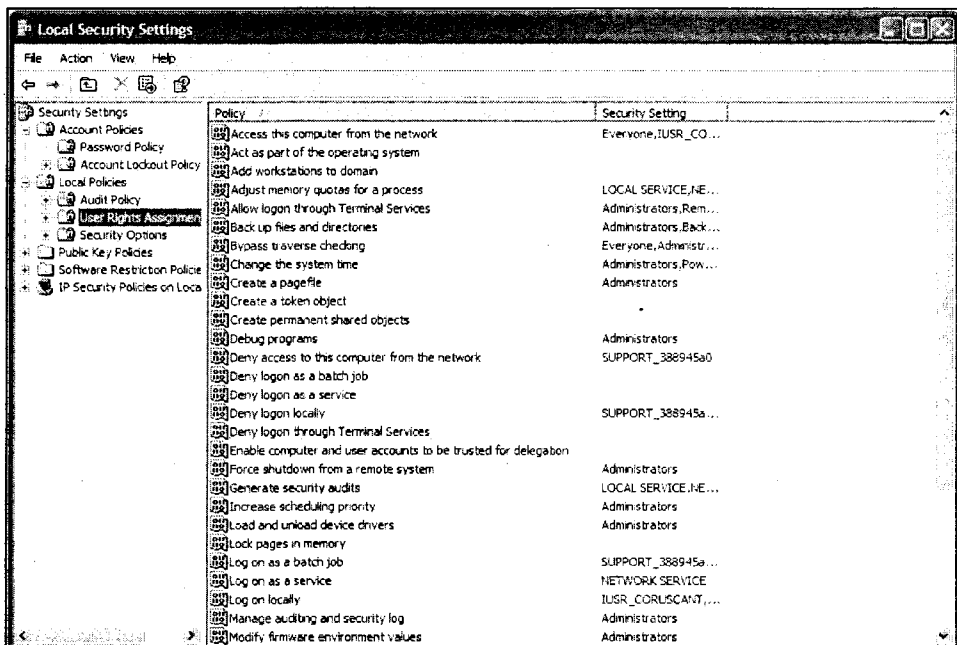 Local Security Settings
File Action View Help
Security Settings
Account Policies
Password Policy
Account Lockout Policy
Local Policies
Audit Policy
User Rights Assignmen
Security Options
Public Key Policies
Software Restriction Policie
IP Security Policies on Loca
Policy Security Setting
Access this computer from the network Everyone,IUSR_CO...
Act as part of the operating system
Add workstations to domain
Adjust memory quotas for a process LOCAL SERVICE,NE...
Allow logon through Terminal Services Administrators,Rem...
Back up files and directories Administrators,Back...
Bypass traverse checking Everyone,Administr...
Change the system time Administrators,Pow...
Create a pagefile Administrators
Create a token object
Create permanent shared objects
Debug programs Administrators
Deny access to this computer from the network SUPPORT_388945a0
Deny logon as a batch job
Deny logon as a service
Deny logon locally SUPPORT_388945a...
Deny logon through Terminal Services
Enable computer and user accounts to be trusted for delegation
Force shutdown from a remote system Administrators
Generate security audits LOCAL SERVICE,NE...
Increase scheduling priority Administrators
Load and unload device drivers Administrators
Lock pages in memory
Log on as a batch job SUPPORT_388945a...
Log on as a service NETWORK SERVICE
Log on locally IUSR_CORUSCANT,...
Manage auditing and security log Administrators
Modify firmware environment values Administrators